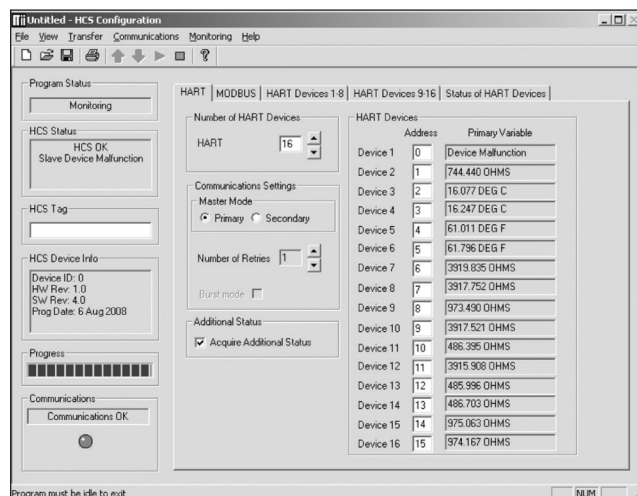 Untitled - HCS Configuration
File View Transfer Communications Monitoring Help
Program Status
Monitoring
HCS Status
HCS OK
Slave Device Malfunction
HCS Tag
HCS Device Info
Device ID: 0
HW Rev: 1.0
SW Rev: 4.0
Prog Date: 6 Aug 2008
Progress
Communications
Communications OK
HART MODBUS HART Devices 1-8 HART Devices 9-16 Status of HART Devices
Number of HART Devices
HART 16
Communications Settings
Master Mode
Primary Secondary
Number of Retries 1
Burst mode
Additional Status
Acquire Additional Status
HART Devices
Address Primary Variable
Device 1 0 Device Malfunction
Device 2 1 744.440 OHMS
Device 3 2 16.077 DEG C
Device 4 3 16.247 DEG C
Device 5 4 61.011 DEG F
Device 6 5 61.796 DEG F
Device 7 6 3919.835 OHMS
Device 8 7 3917.752 OHMS
Device 9 8 973.490 OHMS
Device 10 9 3917.521 OHMS
Device 11 10 486.395 OHMS
Device 12 11 3915.908 OHMS
Device 13 12 485.996 OHMS
Device 14 13 486.703 OHMS
Device 15 14 975.063 OHMS
Device 16 15 974.167 OHMS
Program must be idle to exit
NUM